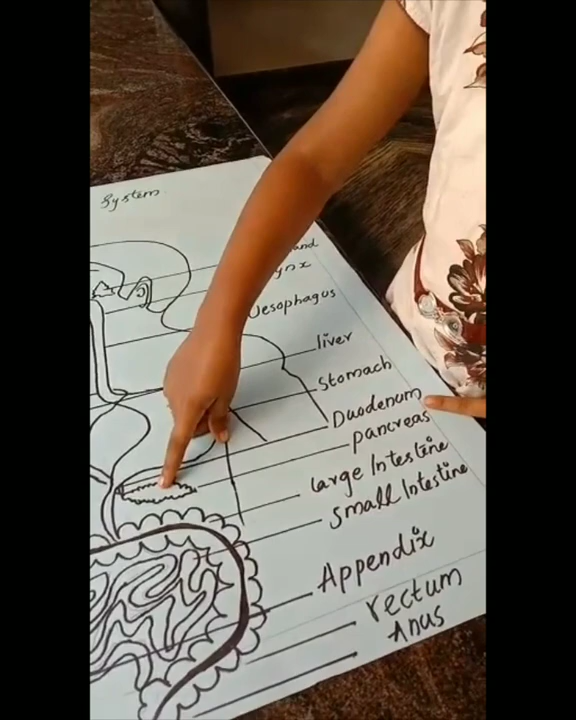 System
Oesophagus
liver
stomach
Duodenum
pancreas
large Intestine
small Intestine
Appendix
rectum
Anus